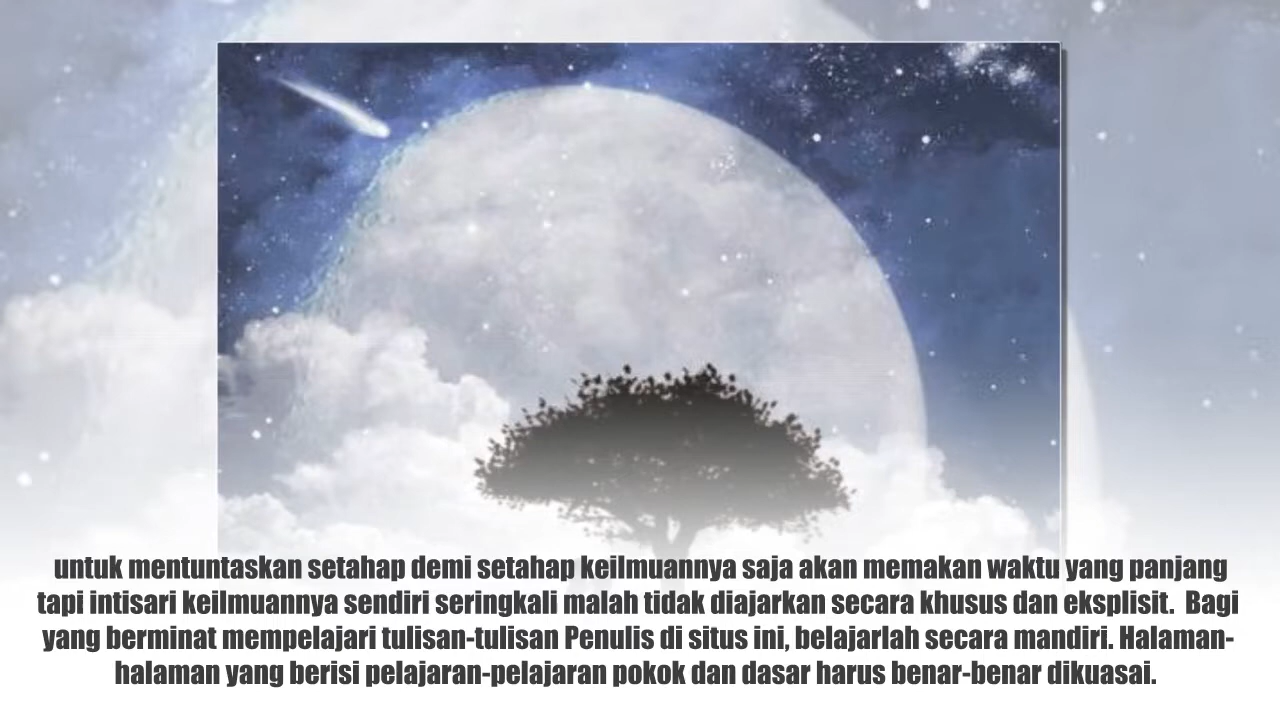 untuk mentuntaskan setahap demi setahap keilmuannya saja akan memakan waktu yang panjang
tapi intisari keilmuannya sendiri seringkali malah tidak diajarkan secara khusus dan eksplisit.  Bagi
yang berminat mempelajari tulisan-tulisan Penulis di situs ini, belajarlah secara mandiri. Halaman-
halaman yang berisi pelajaran-pelajaran pokok dan dasar harus benar-benar dikuasai.